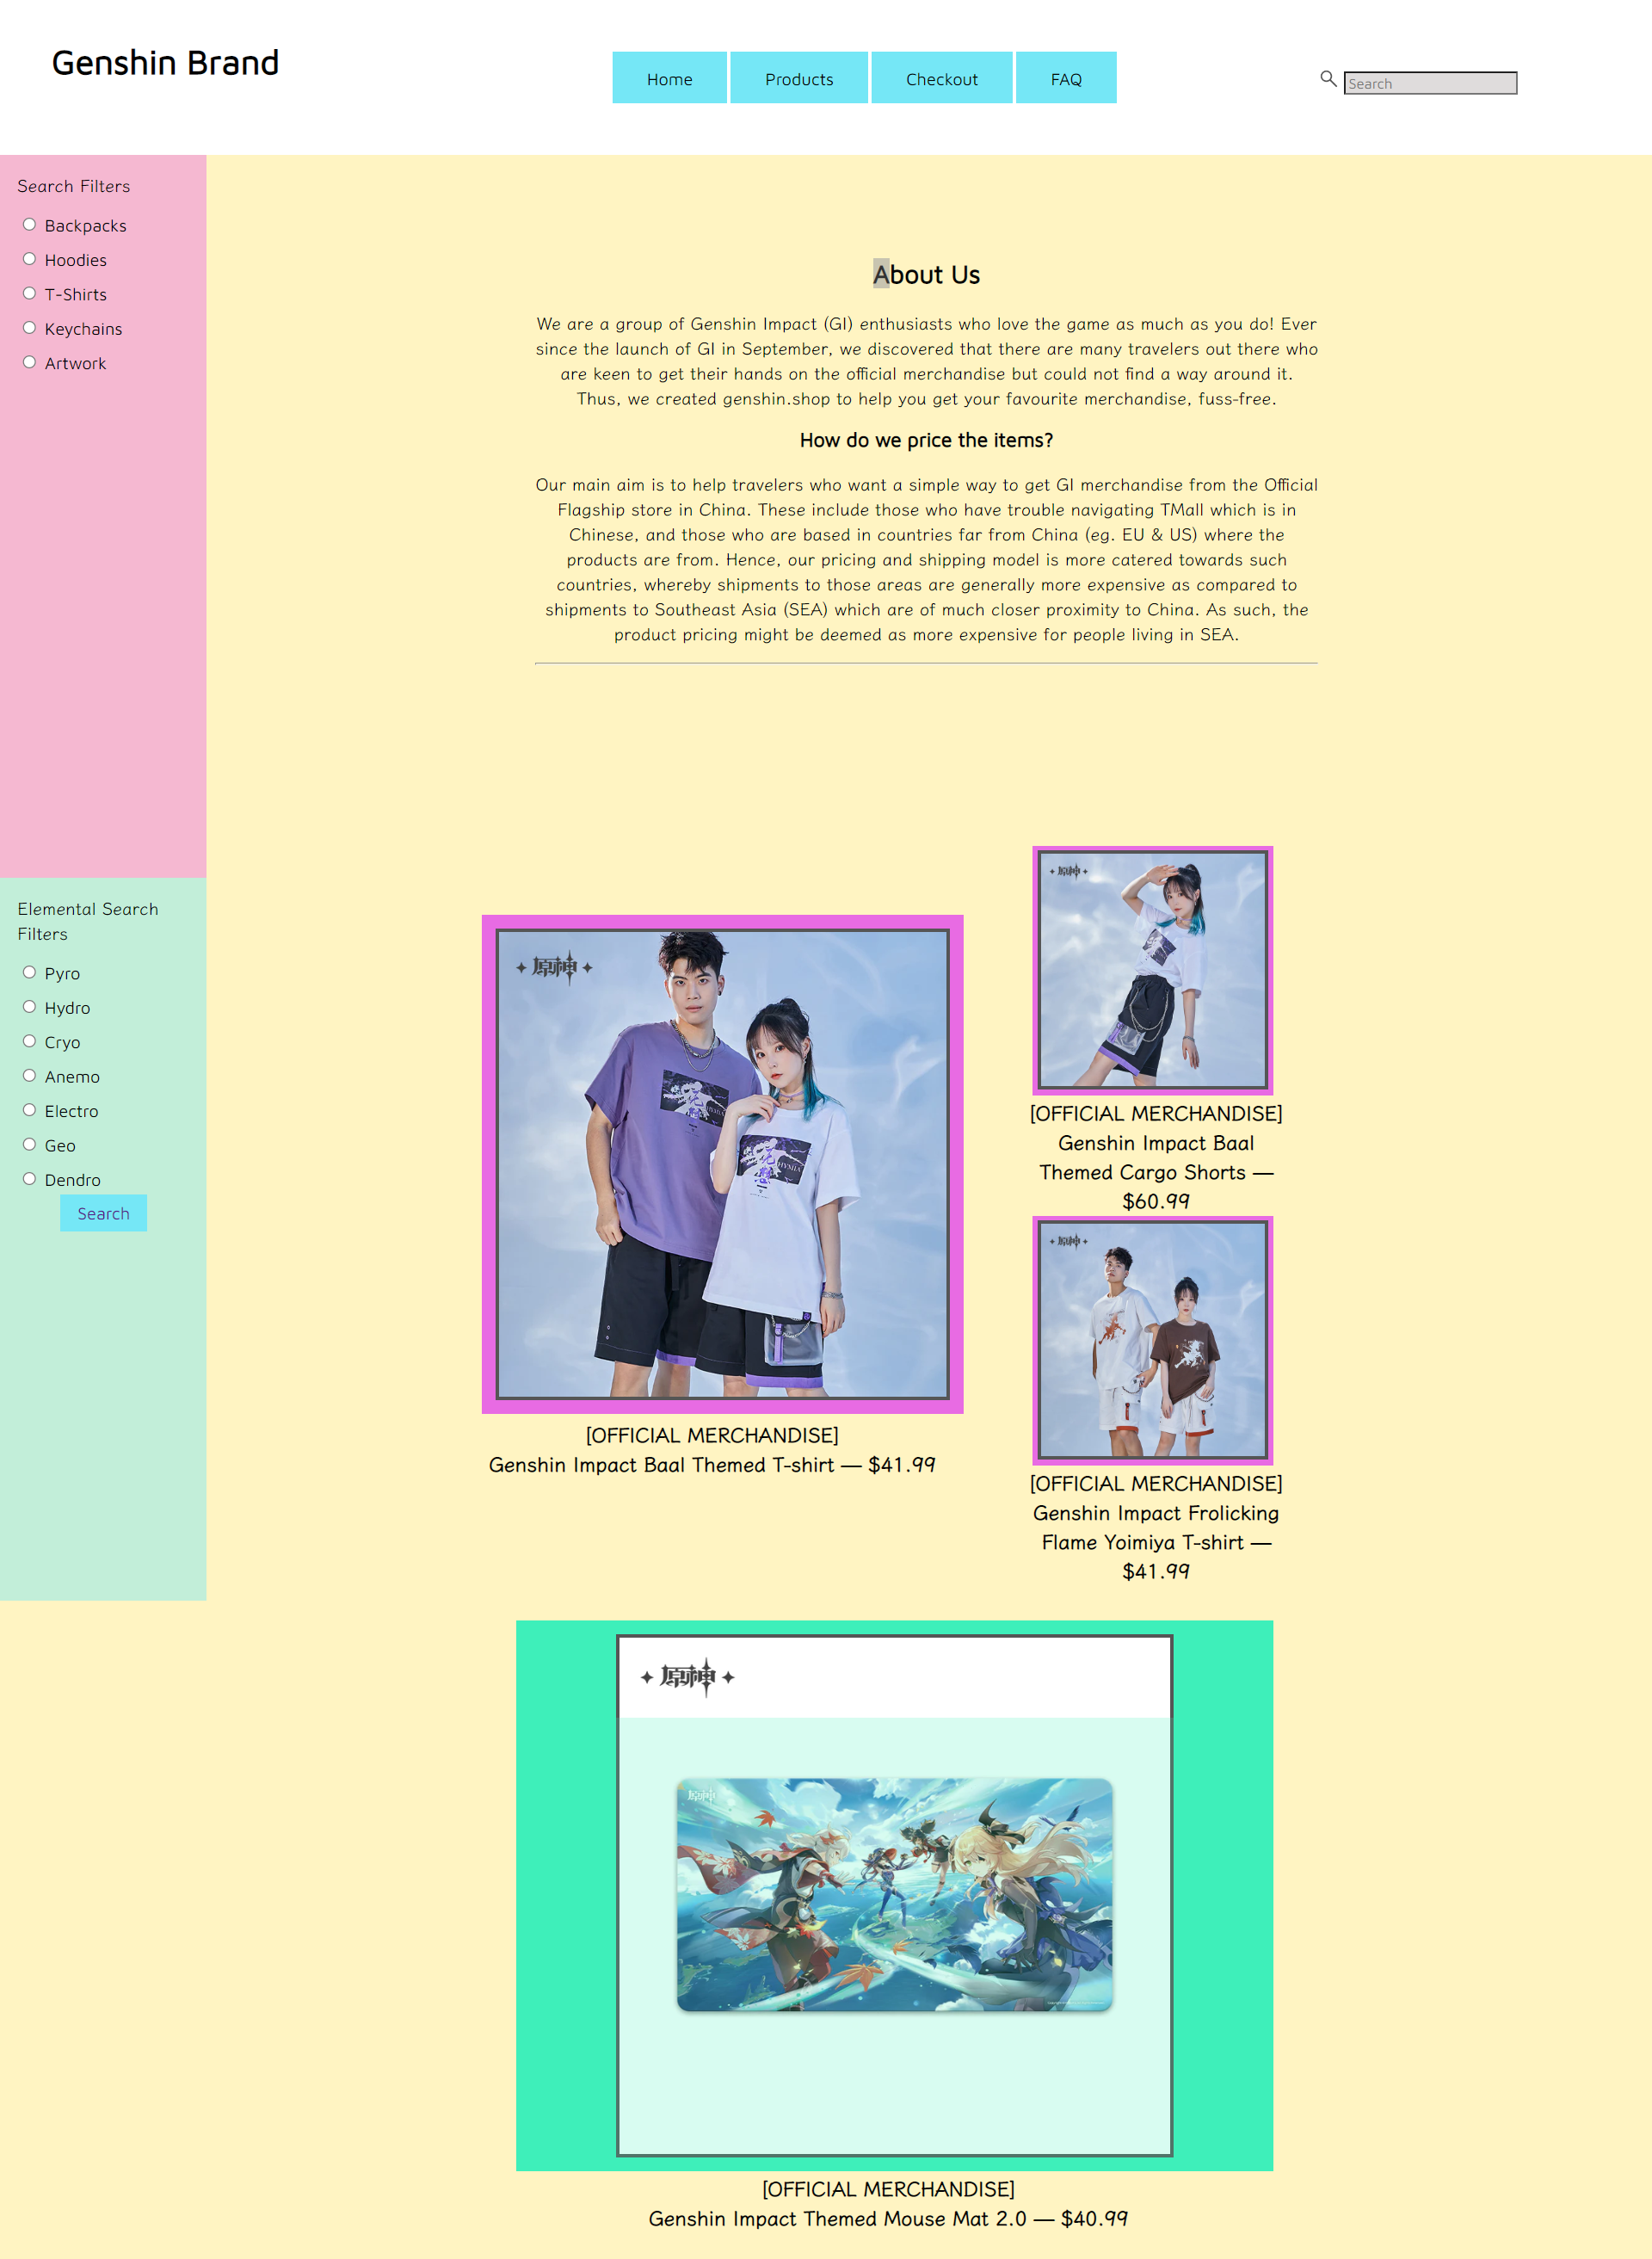 Genshin Brand
Home
Products
Checkout
FAQ
Search
Search Filters
Backpacks
Hoodies
T-Shirts
Keychains
Artwork
About Us
We are a group of Genshin Impact (GI) enthusiasts who love the game as much as you do! Ever
since the launch of GI in September, we discovered that there are many travelers out there who
are keen to get their hands on the official merchandise but could not find a way around it.
Thus, we created genshin.shop to help you get your favourite merchandise, fuss-free.
How do we price the items?
Our main aim is to help travelers who want a simple way to get GI merchandise from the Official
Flagship store in China. These include those who have trouble navigating TMall which is in
Chinese, and those who are based in countries far from China (eg. EU & US) where the
products are from. Hence, our pricing and shipping model is more catered towards such
countries, whereby shipments to those areas are generally more expensive as compared to
shipments to Southeast Asia (SEA) which are of much closer proximity to China. As such, the
product pricing might be deemed as more expensive for people living in SEA.
Elemental Search
Filters
Pyro
Hydro
Cryo
Anemo
Electro
Geo
Dendro
Search
原神
[OFFICIAL MERCHANDISE]
Genshin Impact Baal Themed T-shirt — $41.99
原神
[OFFICIAL MERCHANDISE]
Genshin Impact Baal
Themed Cargo Shorts —
$60.99
原神
[OFFICIAL MERCHANDISE]
Genshin Impact Frolicking
Flame Yoimiya T-shirt —
$41.99
原神
原神
[OFFICIAL MERCHANDISE]
Genshin Impact Themed Mouse Mat 2.0 — $40.99